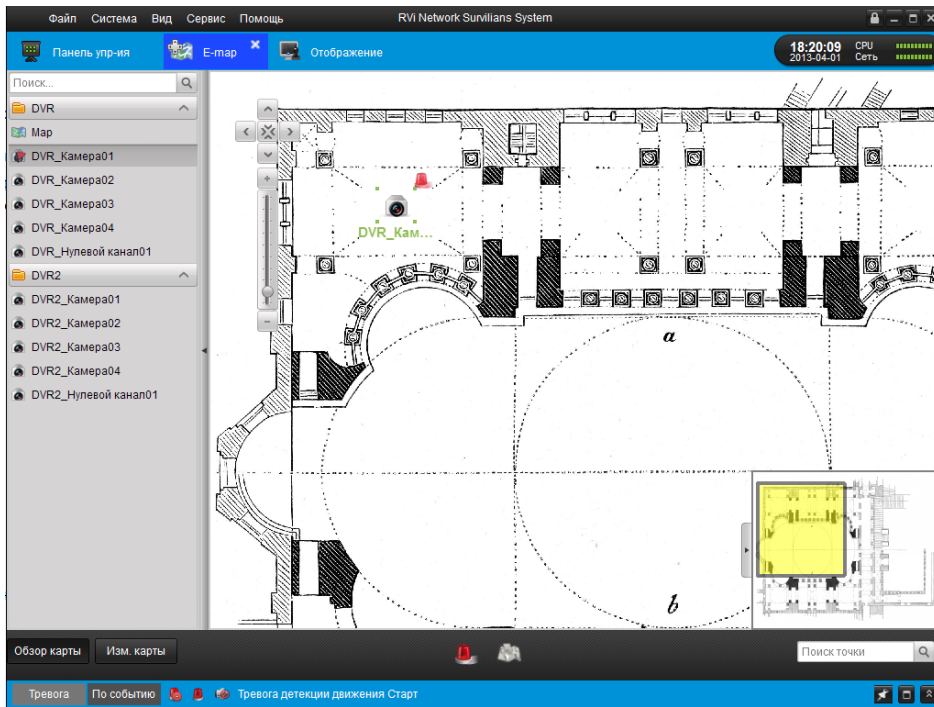 Файл Система Вид Сервис Помощь RVi Network Survilians System
Панель упр-ия E-map Отображение 18:20:09 CPU
2013-04-01 Сеть
Поиск...
DVR
Map
DVR_Камера01
DVR_Камера02
DVR_Камера03
DVR_Камера04
DVR_Нулевой канал01
DVR2
DVR2_Камера01
DVR2_Камера02
DVR2_Камера03
DVR2_Камера04
DVR2_Нулевой канал01
DVR_Кам...
a
b
Обзор карты Изм. карты Поиск точки
Тревога По событию Тревога детекции движения Старт